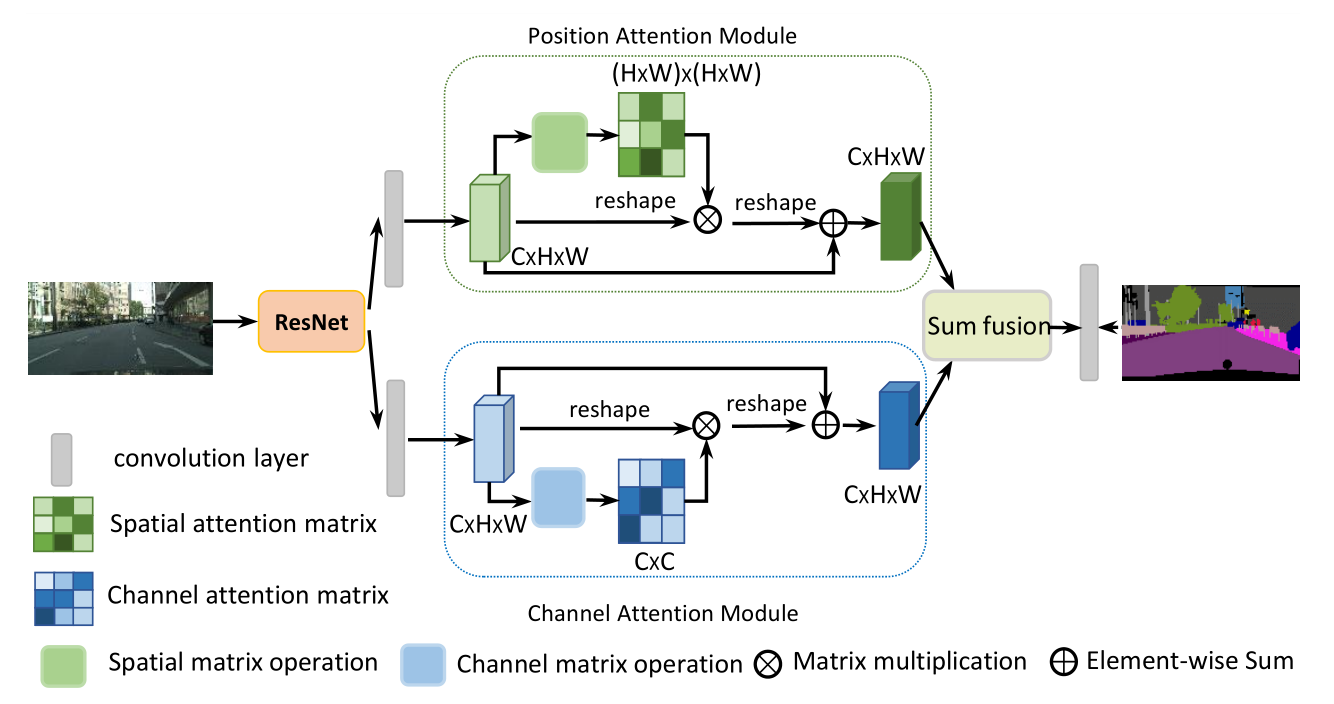 Position Attention Module
(HxW)x(HxW)
CxHxW
reshape
reshape
CxHxW
ResNet
Sum fusion
reshape
reshape
convolution layer
CxHxW
CxHxW
Spatial attention matrix
CxC
Channel attention matrix
Channel Attention Module
Spatial matrix operation
Channel matrix operation
Matrix multiplication
Element-wise Sum